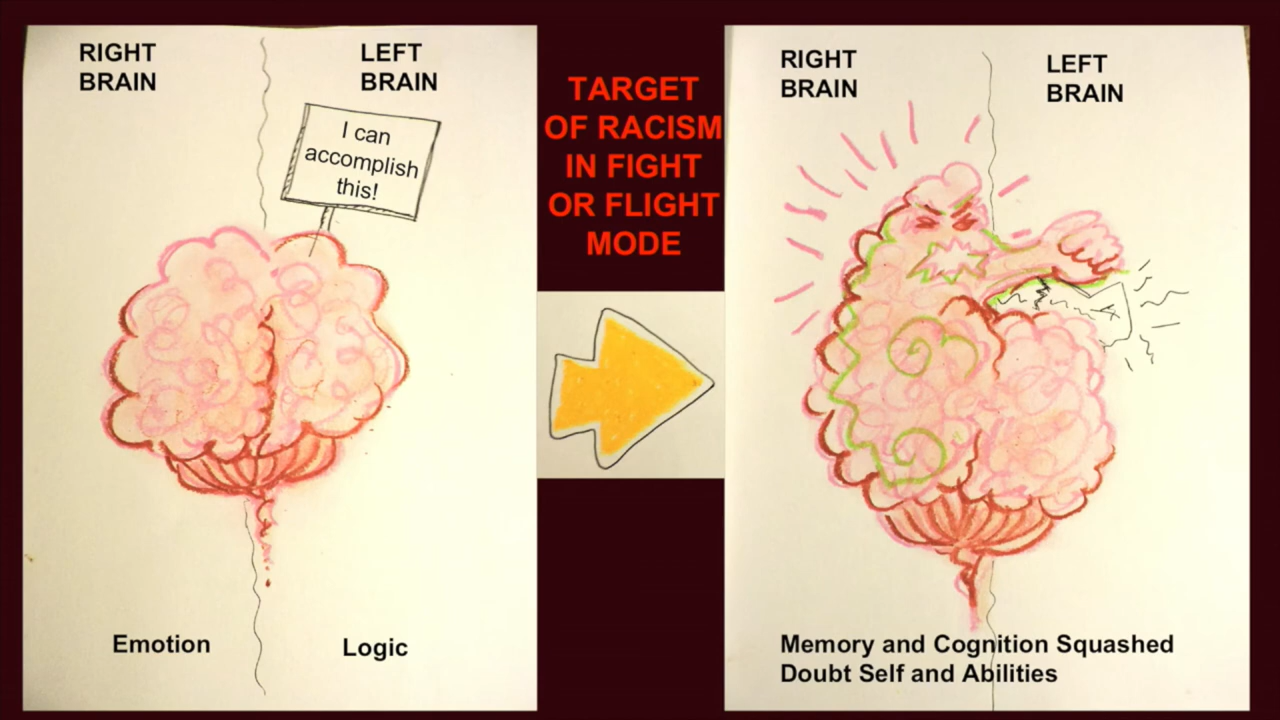 RIGHT
BRAIN
LEFT
BRAIN
I can
accomplish
this!
Emotion
Logic
TARGET
OF RACISM
IN FIGHT
OR FLIGHT
MODE
RIGHT
BRAIN
LEFT
BRAIN
Memory and Cognition Squashed
Doubt Self and Abilities